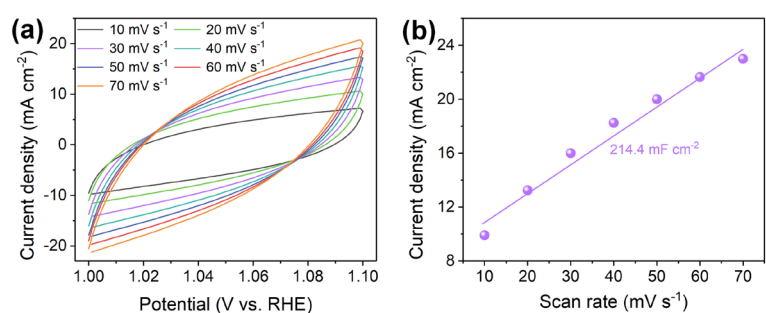 (a)
10 mV s⁻¹ 20 mV s⁻¹
30 mV s⁻¹ 40 mV s⁻¹
50 mV s⁻¹ 60 mV s⁻¹
70 mV s⁻¹
Current density (mA cm⁻²)
20
10
0
-10
-20
1.00 1.02 1.04 1.06 1.08 1.10
Potential (V vs. RHE)
(b)
Current density (mA cm⁻²)
24
20
16
12
8
214.4 mF cm⁻²
10 20 30 40 50 60 70
Scan rate (mV s⁻¹)